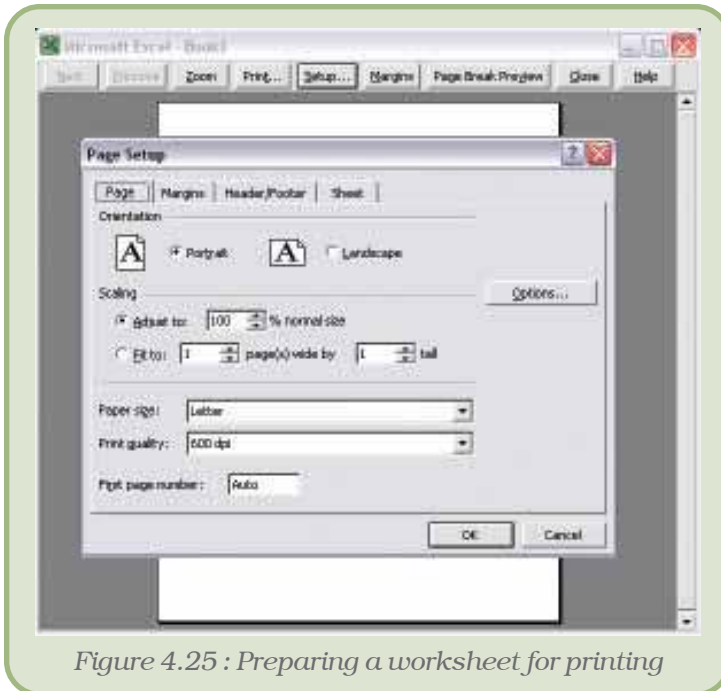 Microsoft Excel - Book1
Next Previous Zoom Print... Setup... Margins Page Break Preview Close Help
Page Setup
Page Margins Header/Footer Sheet
Orientation
A Portrait A Landscape
Scaling
Options...
Adjust to: 100 % normal size
Fit to: 1 page(s) wide by 1 tall
Paper size: Letter
Print quality: 600 dpi
First page number: Auto
OK Cancel
Figure 4.25 : Preparing a worksheet for printing